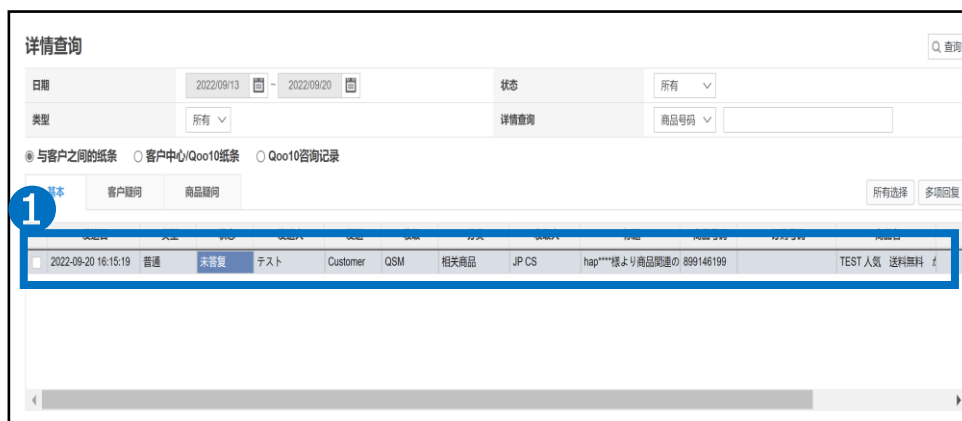 详情查询
查询
日期 2022/09/13 ~ 2022/09/20 状态 所有
类型 所有 详情查询 商品号码
与客户之间的纸条 客户中心/Qoo10纸条 Qoo10咨询记录
基本 客户疑问 商品疑问 所有选择 多项回复
1
2022-09-20 16:15:19 普通 未答复 テスト Customer QSM 相关商品 JP CS hap****様より商品関連の 899146199 TEST 人気 送料無料